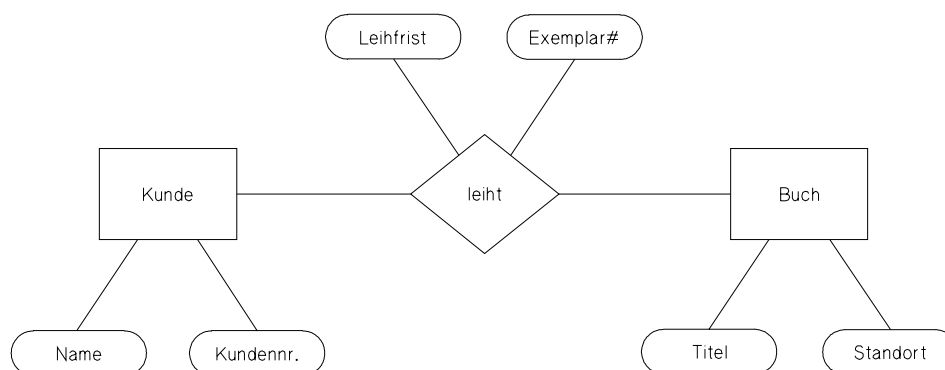 Leihfrist
Exemplar#
Kunde
leiht
Buch
Name
Kundennr.
Titel
Standort